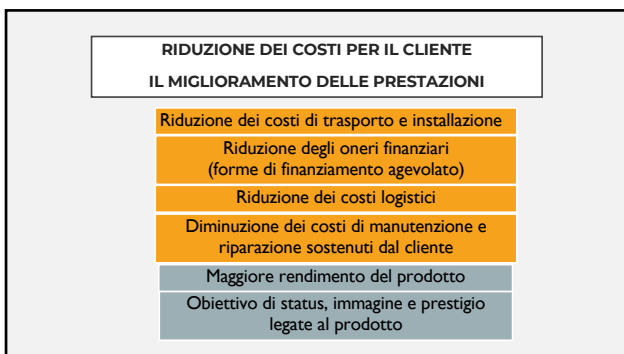 RIDUZIONE DEI COSTI PER IL CLIENTE
IL MIGLIORAMENTO DELLE PRESTAZIONI
Riduzione dei costi di trasporto e installazione
Riduzione degli oneri finanziari
(forme di finanziamento agevolato)
Riduzione dei costi logistici
Diminuzione dei costi di manutenzione e
riparazione sostenuti dal cliente
Maggiore rendimento del prodotto
Obiettivo di status, immagine e prestigio
legate al prodotto